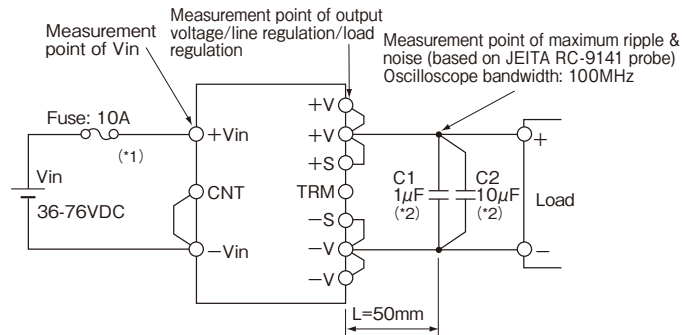 Measurement
point of Vin
Measurement point of output
voltage/line regulation/load
regulation
Measurement point of maximum ripple &
noise (based on JEITA RC-9141 probe)
Oscilloscope bandwidth: 100MHz
Fuse: 10A
(*1)
Vin
36-76VDC
+Vin
CNT
−Vin
+V
+V
+S
TRM
−S
−V
−V
C1
1μF
(*2)
C2
10μF
(*2)
+
Load
−
L=50mm